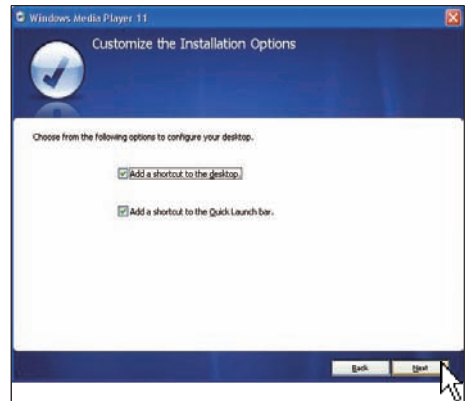 Windows Media Player 11
Customize the Installation Options
Choose from the following options to configure your desktop.
Add a shortcut to the desktop.
Add a shortcut to the Quick Launch bar.
Back Next